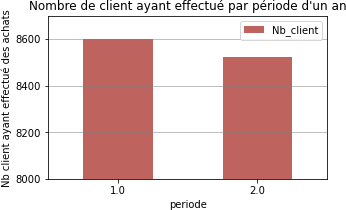 Nombre de client ayant effectué par période d'un an
Nb_client
Nb client ayant effectué des achats
8600
8400
8200
8000
1.0
2.0
periode